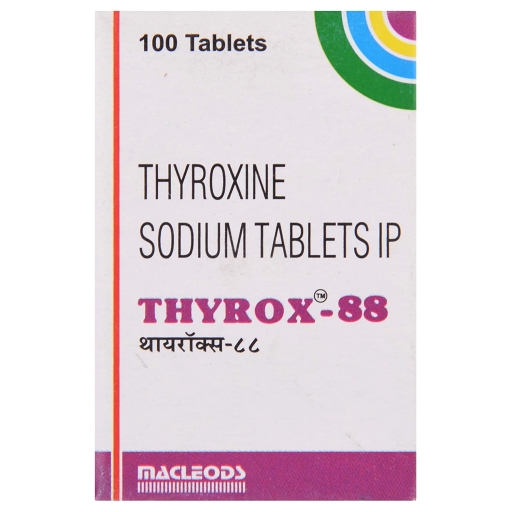 100 Tablets
THYROXINE
SODIUM TABLETS IP
THYROX™-88
थायरॉक्स-८८
MACLEODS